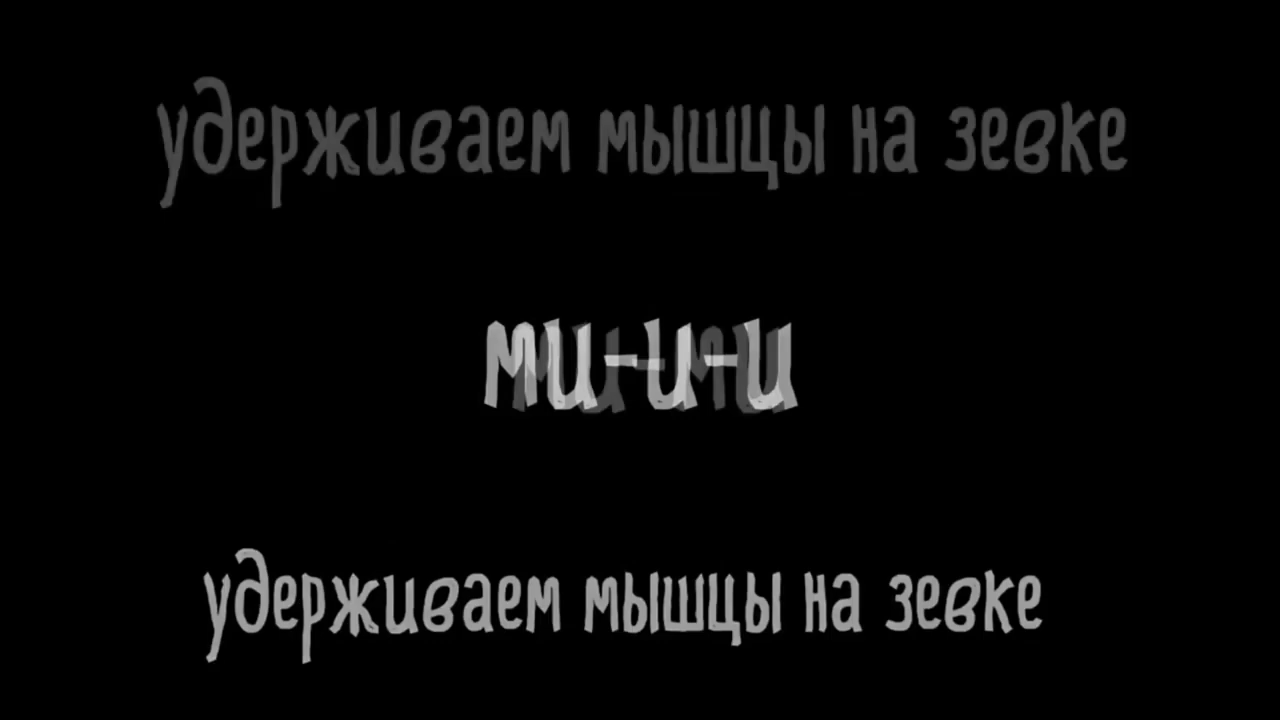 удерживаем мышцы на зевке
ми-и-и
удерживаем мышцы на зевке